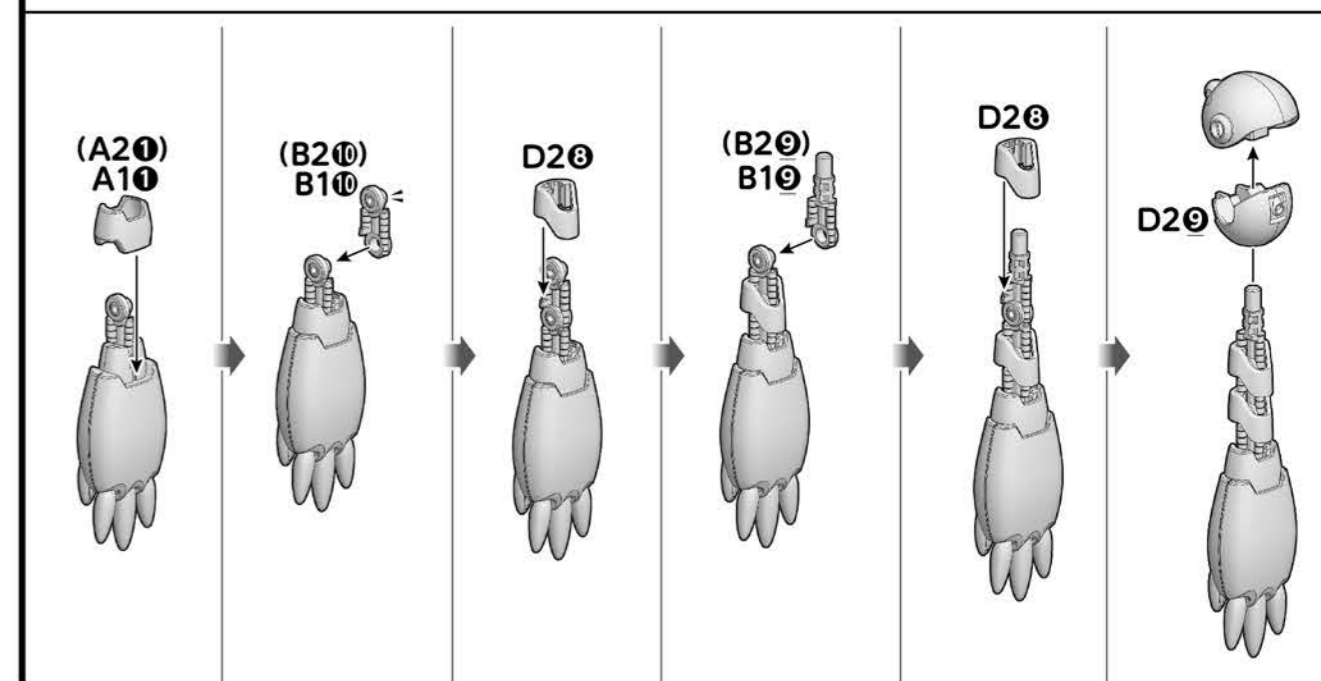 (A2❶)
A1❶
(B2❿)
B1❿
D2❽
(B2❾)
B1❾
D2❽
D2❾